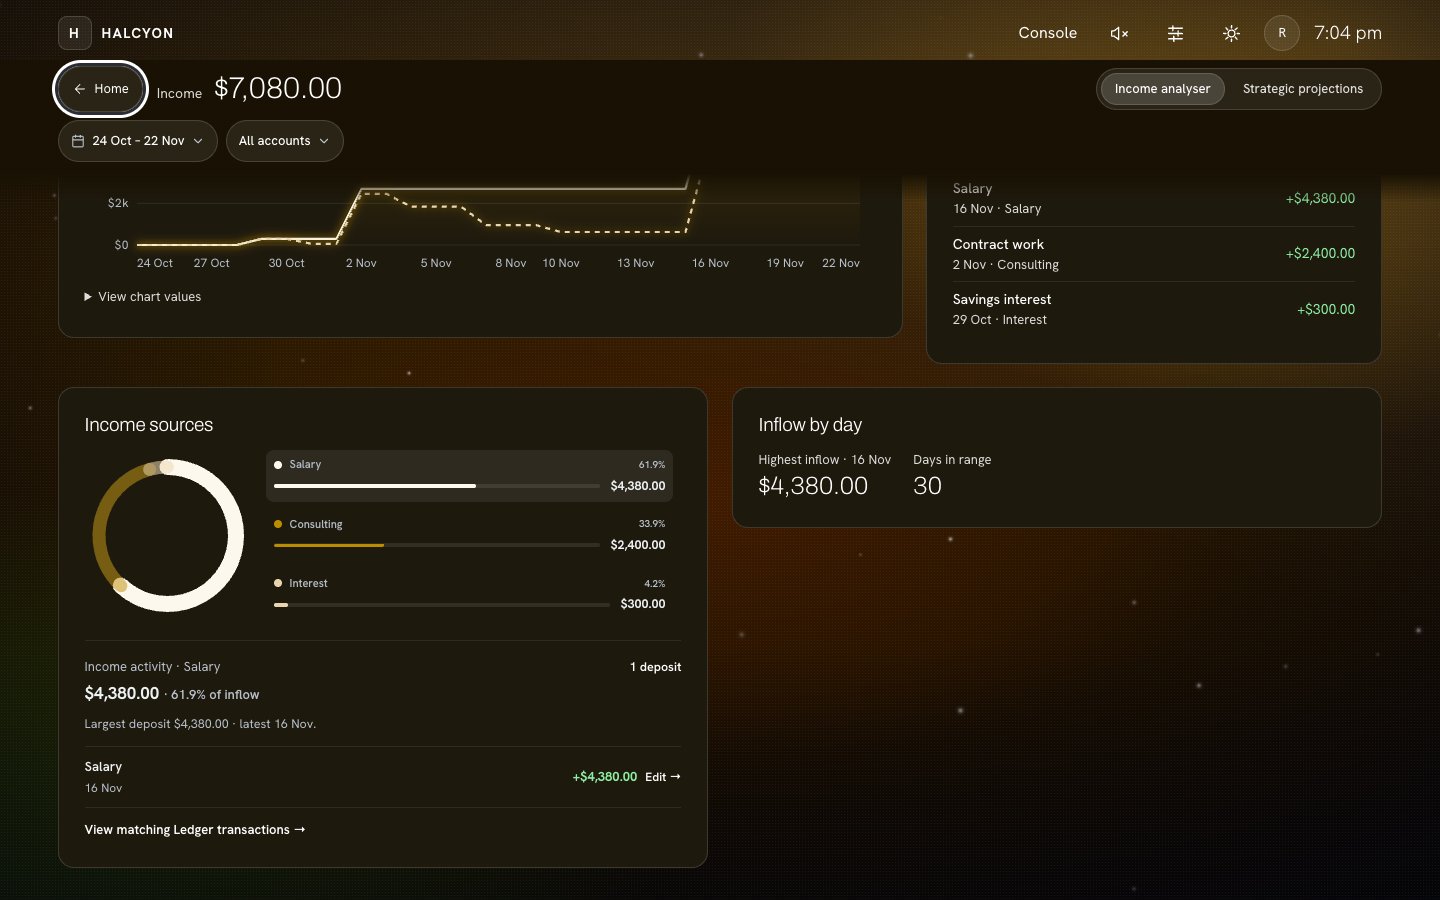 H HALCYON
Console
R
7:04 pm
← Home
Income $7,080.00
Income analyser
Strategic projections
24 Oct – 22 Nov
All accounts
$2k
$0
24 Oct 27 Oct 30 Oct 2 Nov 5 Nov 8 Nov 10 Nov 13 Nov 16 Nov 19 Nov 22 Nov
▶ View chart values
Salary
16 Nov · Salary
+$4,380.00
Contract work
2 Nov · Consulting
+$2,400.00
Savings interest
29 Oct · Interest
+$300.00
Income sources
Salary 61.9%
$4,380.00
Consulting 33.9%
$2,400.00
Interest 4.2%
$300.00
Income activity · Salary 1 deposit
$4,380.00 · 61.9% of inflow
Largest deposit $4,380.00 · latest 16 Nov.
Salary
16 Nov
+$4,380.00 Edit →
View matching Ledger transactions →
Inflow by day
Highest inflow · 16 Nov
$4,380.00
Days in range
30